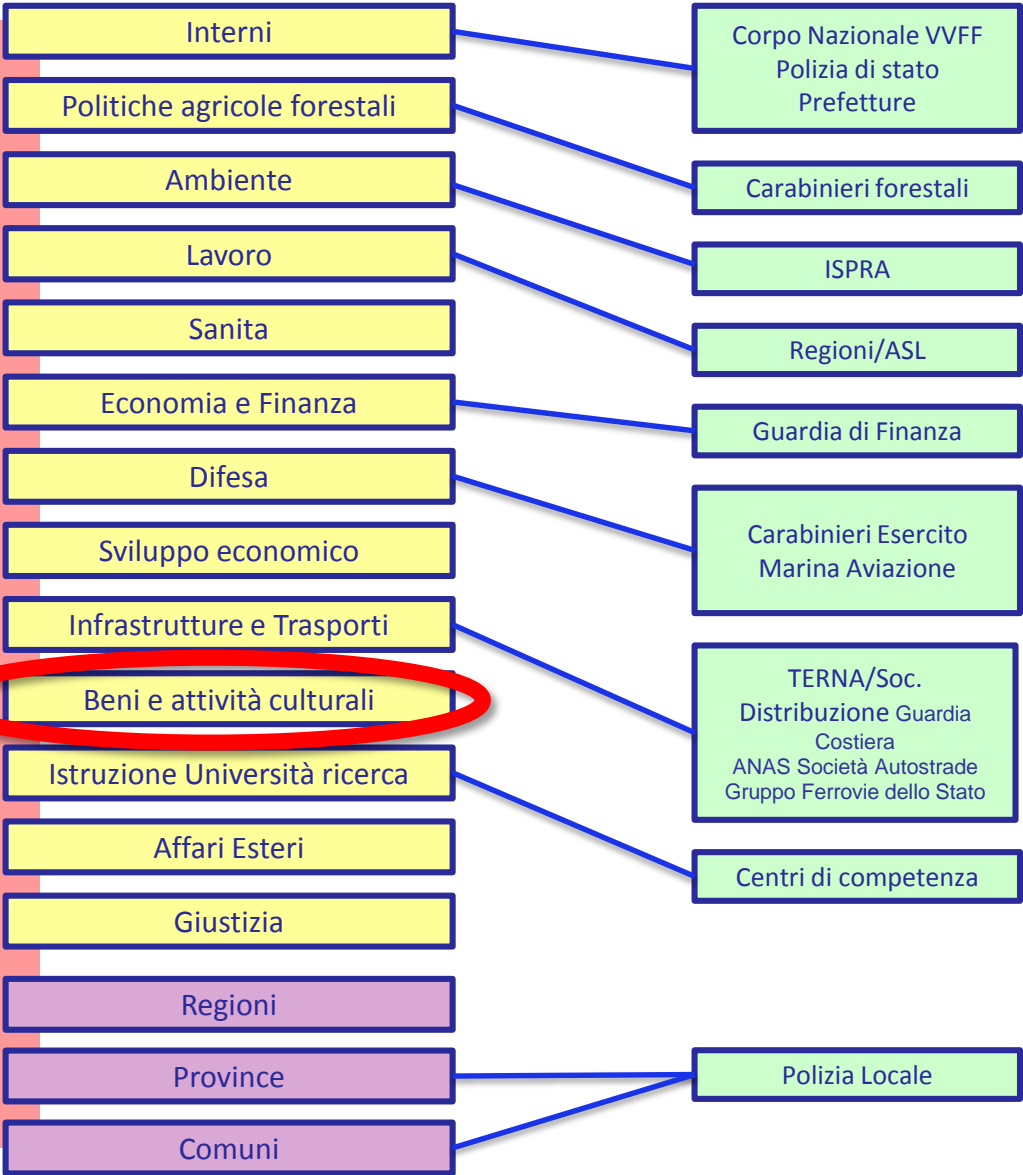 Interni
Politiche agricole forestali
Ambiente
Lavoro
Sanita
Economia e Finanza
Difesa
Sviluppo economico
Infrastrutture e Trasporti
Beni e attività culturali
Istruzione Università ricerca
Affari Esteri
Giustizia
Regioni
Province
Comuni
Corpo Nazionale VVFF
Polizia di stato
Prefetture
Carabinieri forestali
ISPRA
Regioni/ASL
Guardia di Finanza
Carabinieri Esercito
Marina Aviazione
TERNA/Soc.
Distribuzione Guardia
Costiera
ANAS Società Autostrade
Gruppo Ferrovie dello Stato
Centri di competenza
Polizia Locale